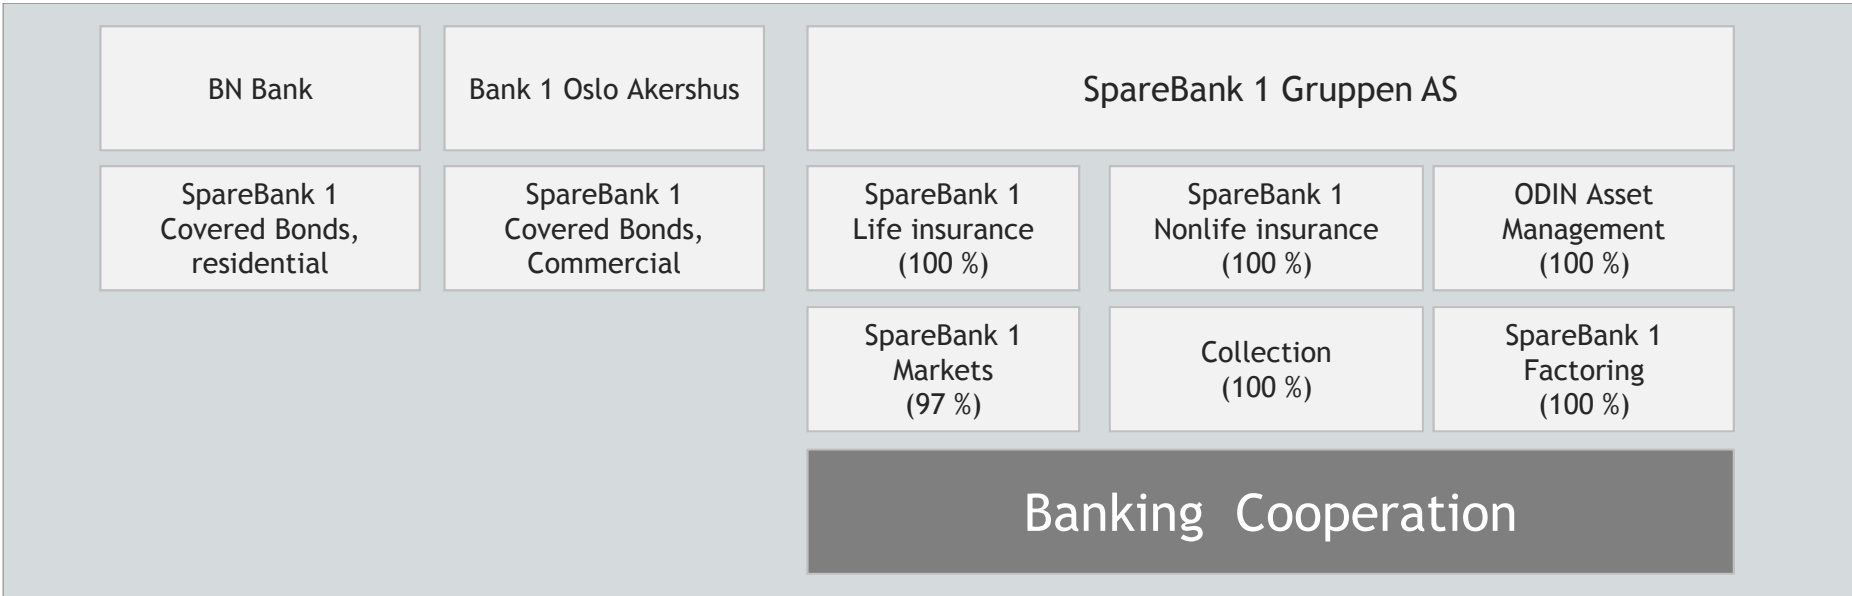 BN Bank
Bank 1 Oslo Akershus
SpareBank 1 Gruppen AS
SpareBank 1
Covered Bonds,
residential
SpareBank 1
Covered Bonds,
Commercial
SpareBank 1
Life insurance
(100 %)
SpareBank 1
Nonlife insurance
(100 %)
ODIN Asset
Management
(100 %)
SpareBank 1
Markets
(97 %)
Collection
(100 %)
SpareBank 1
Factoring
(100 %)
Banking Cooperation